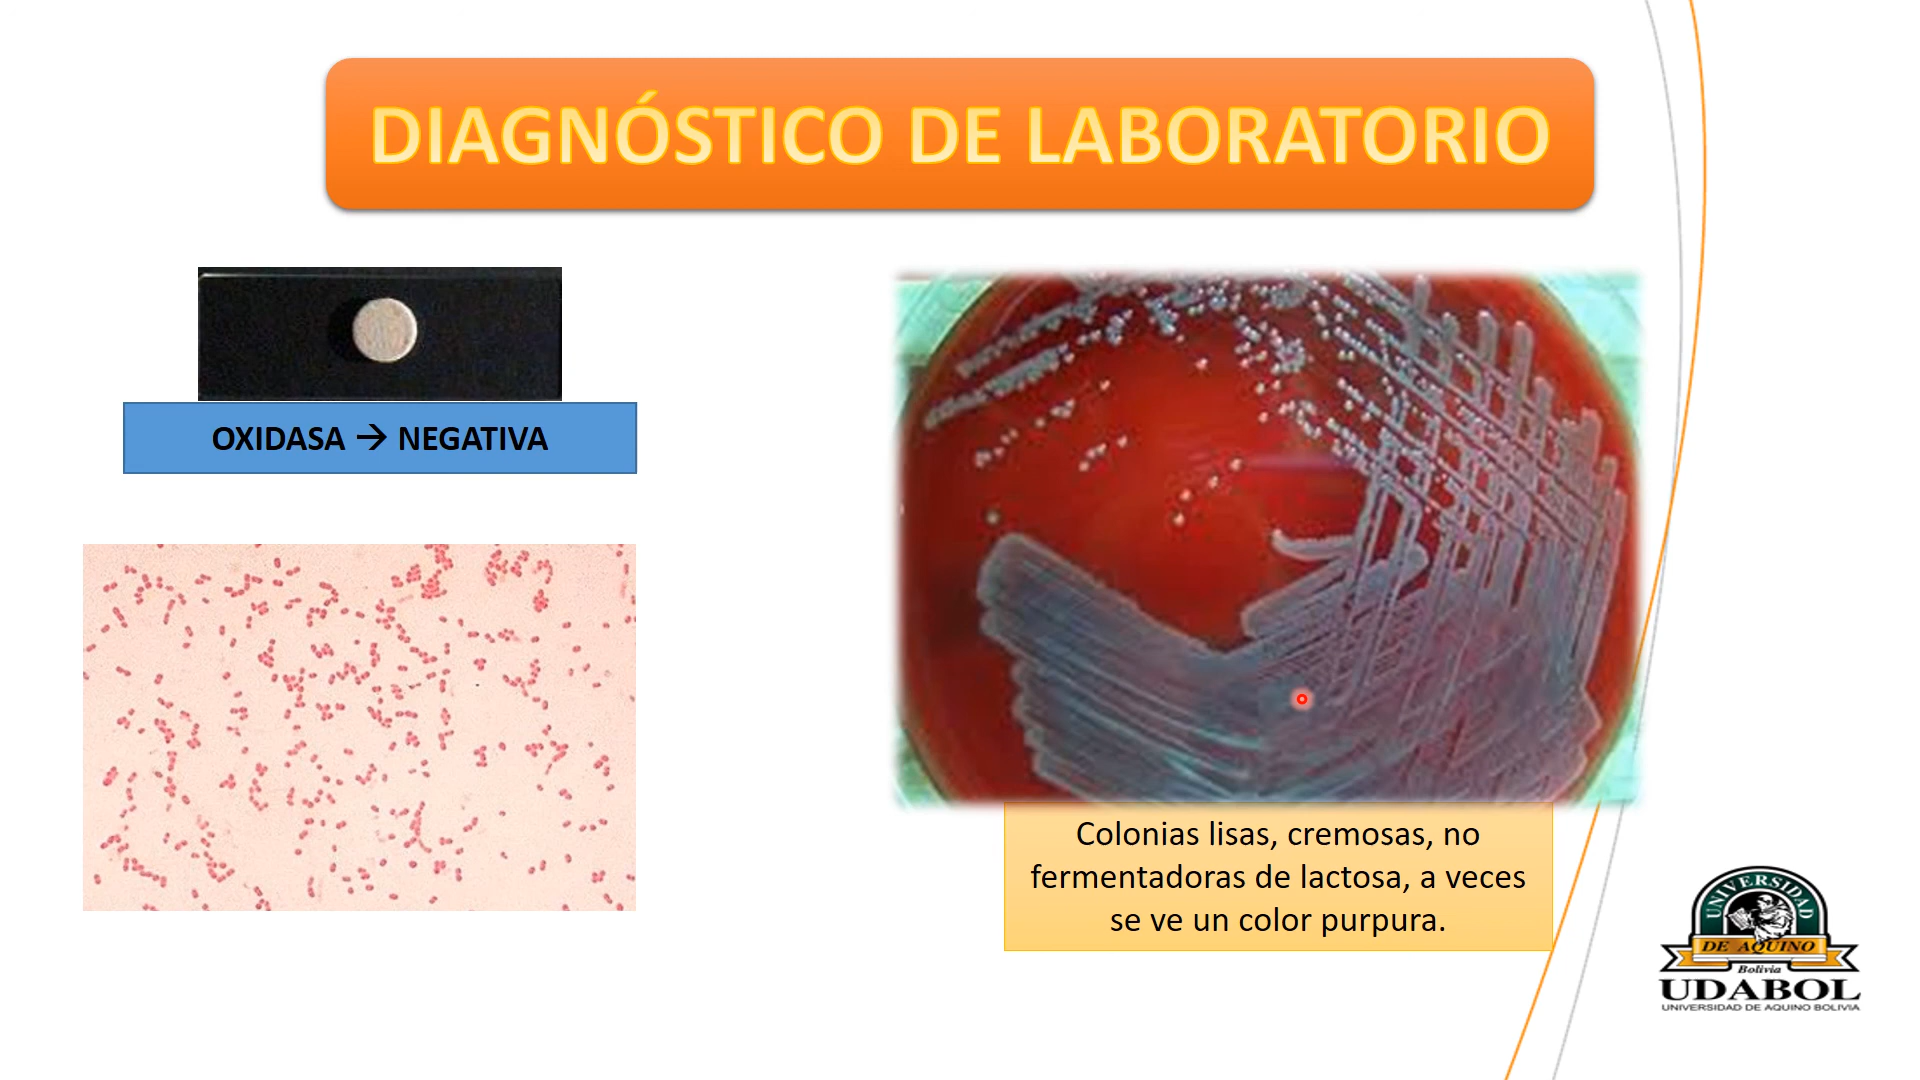 DIAGNÓSTICO DE LABORATORIO
OXIDASA → NEGATIVA
Colonias lisas, cremosas, no
fermentadoras de lactosa, a veces
se ve un color purpura.
UNIVERSIDAD
DE AQUINO
Bolivia
UDABOL
UNIVERSIDAD DE AQUINO BOLIVIA